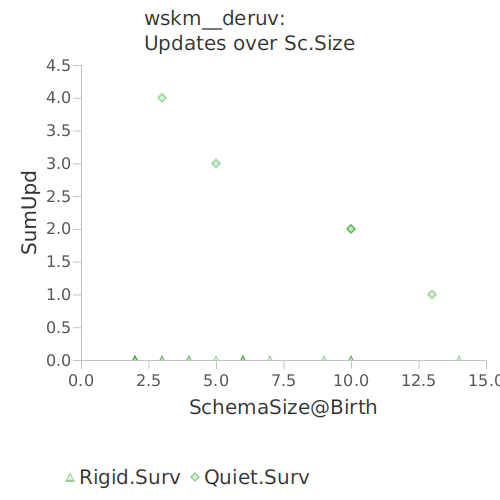 wskm__deruv:
Updates over Sc.Size
4.5
4.0
3.5
3.0
2.5
2.0
1.5
1.0
0.5
0.0
SumUpd
0.0 2.5 5.0 7.5 10.0 12.5 15.0
SchemaSize@Birth
Rigid.Surv Quiet.Surv